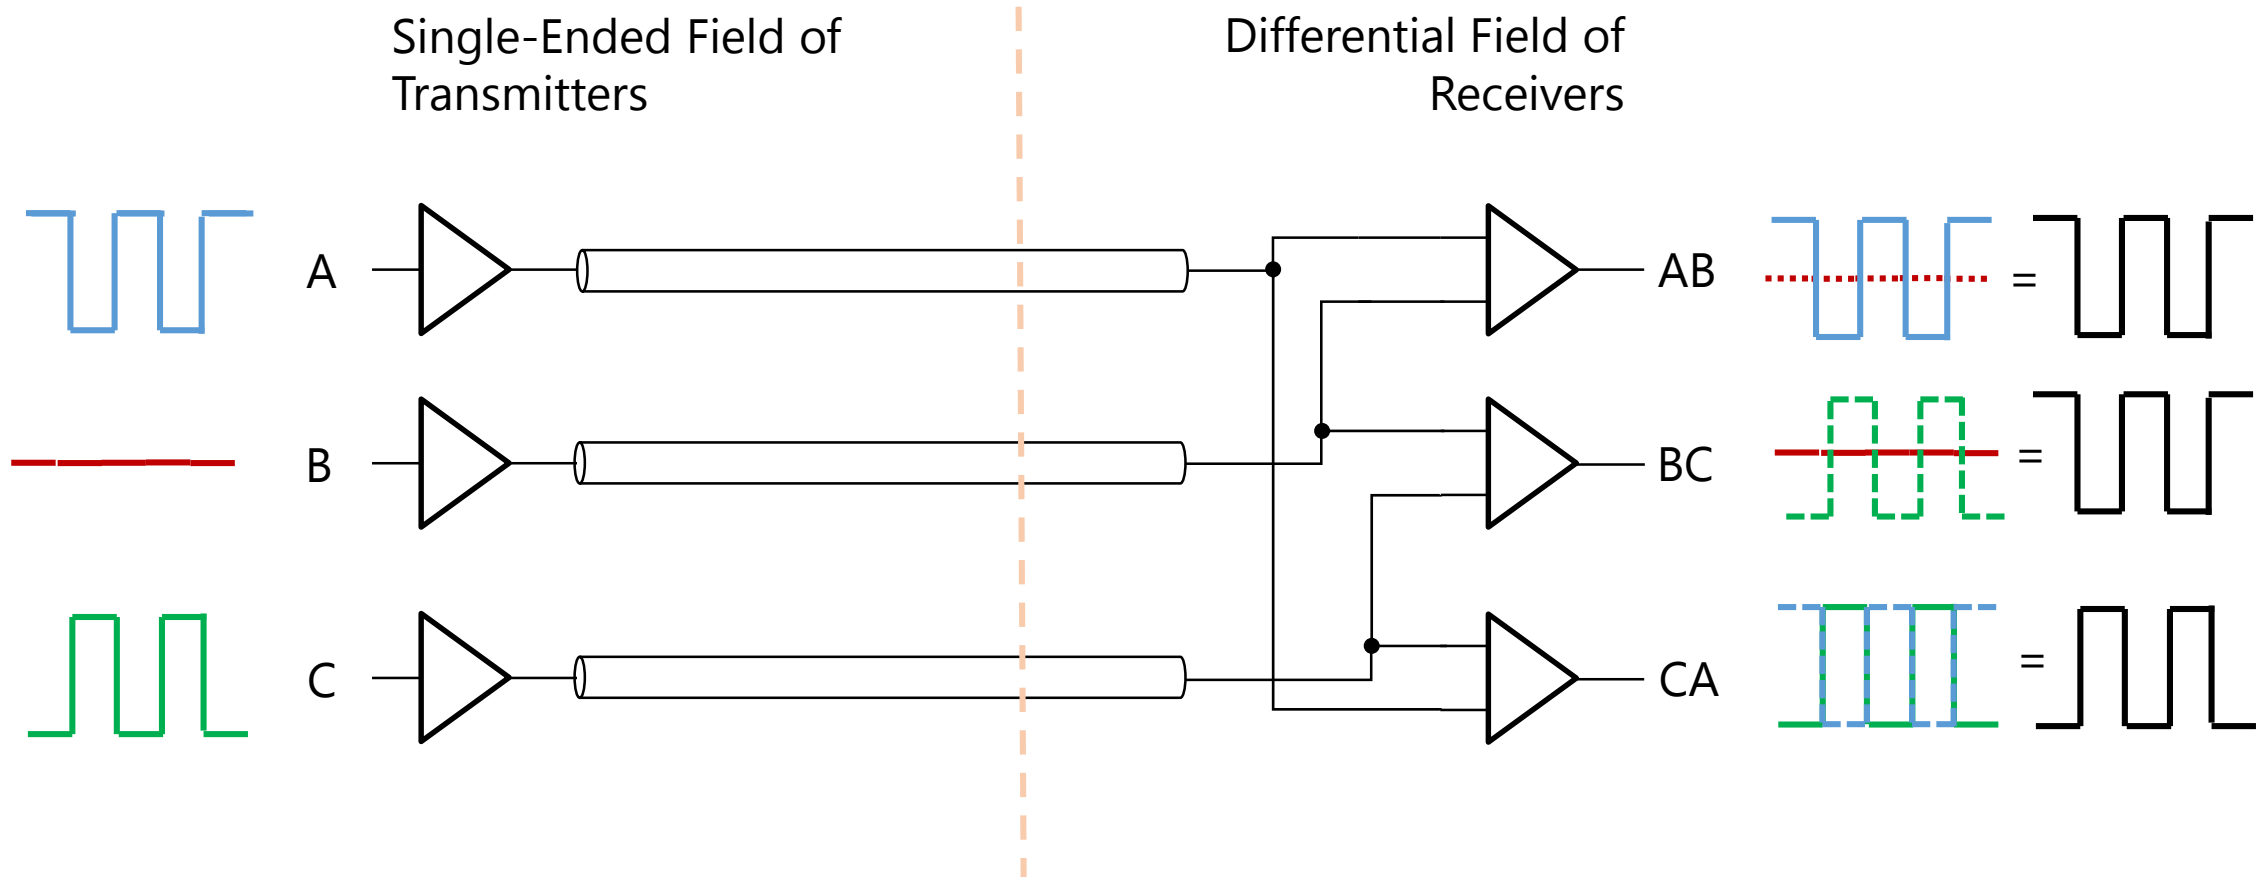 Single-Ended Field of
Transmitters
Differential Field of
Receivers
A
AB
=
B
BC
=
C
CA
=